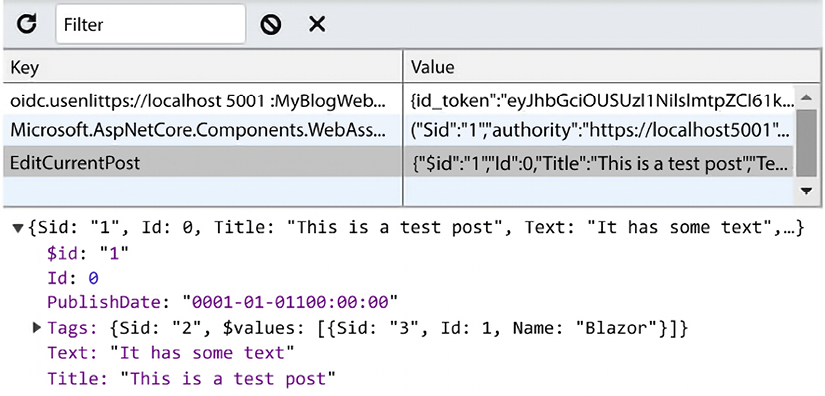 Filter
Key Value
oidc.usenlittps://localhost 5001 :MyBlogWeb... {id_token":"eyJhbGciOUSUzI1NilsImtpZCI61k...
Microsoft.AspNetCore.Components.WebAss... ("Sid":"1","authority":"https://localhost5001"...
EditCurrentPost {"$id":"1","Id":0,"Title":"This is a test post","Te...
{Sid: "1", Id: 0, Title: "This is a test post", Text: "It has some text",…}
$id: "1"
Id: 0
PublishDate: "0001-01-01100:00:00"
Tags: {Sid: "2", $values: [{Sid: "3", Id: 1, Name: "Blazor"}]}
Text: "It has some text"
Title: "This is a test post"